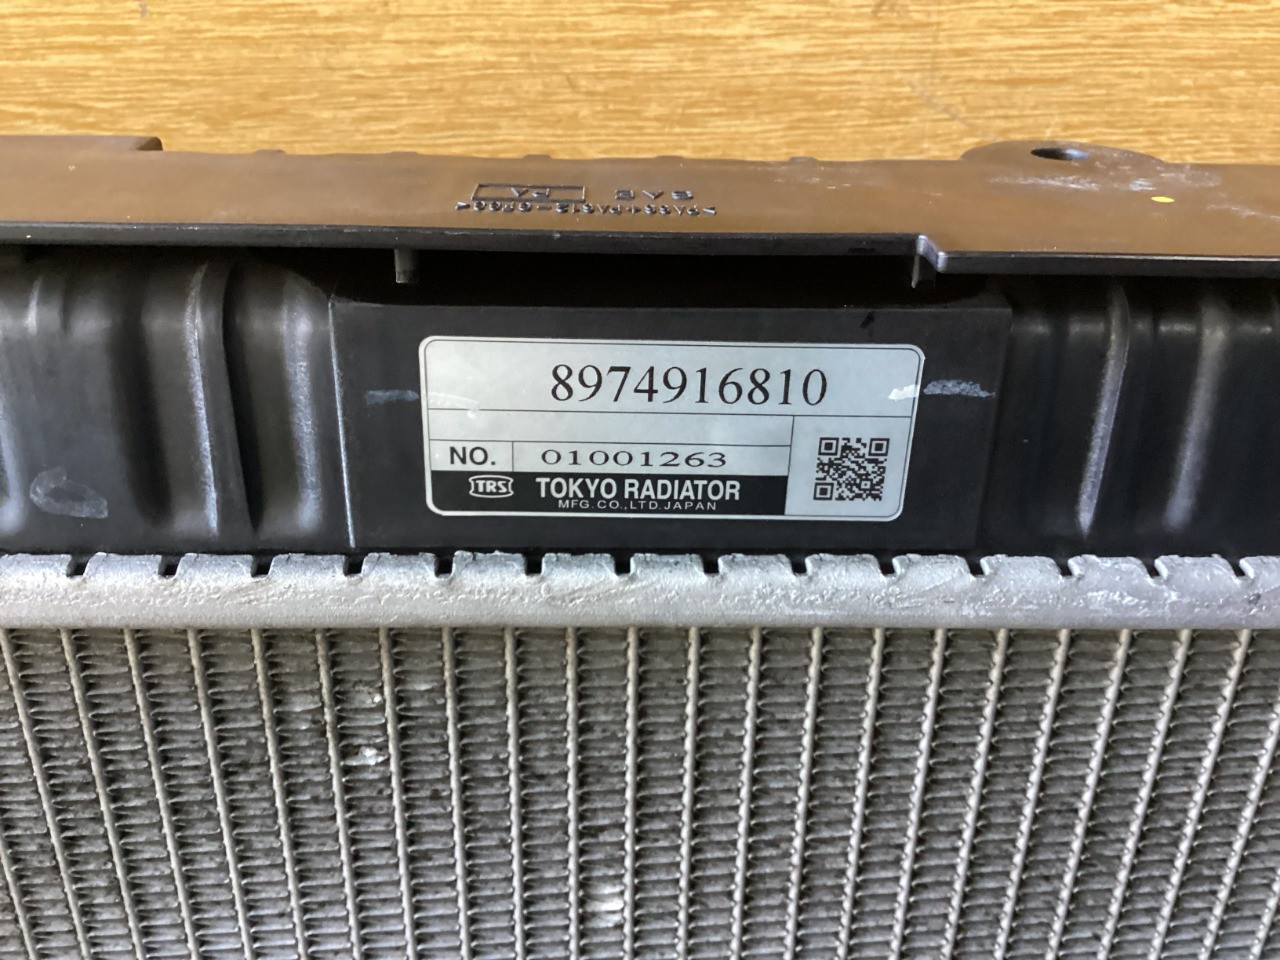 8974916810
NO. 01001263
TRS TOKYO RADIATOR
MFG.CO.,LTD.JAPAN